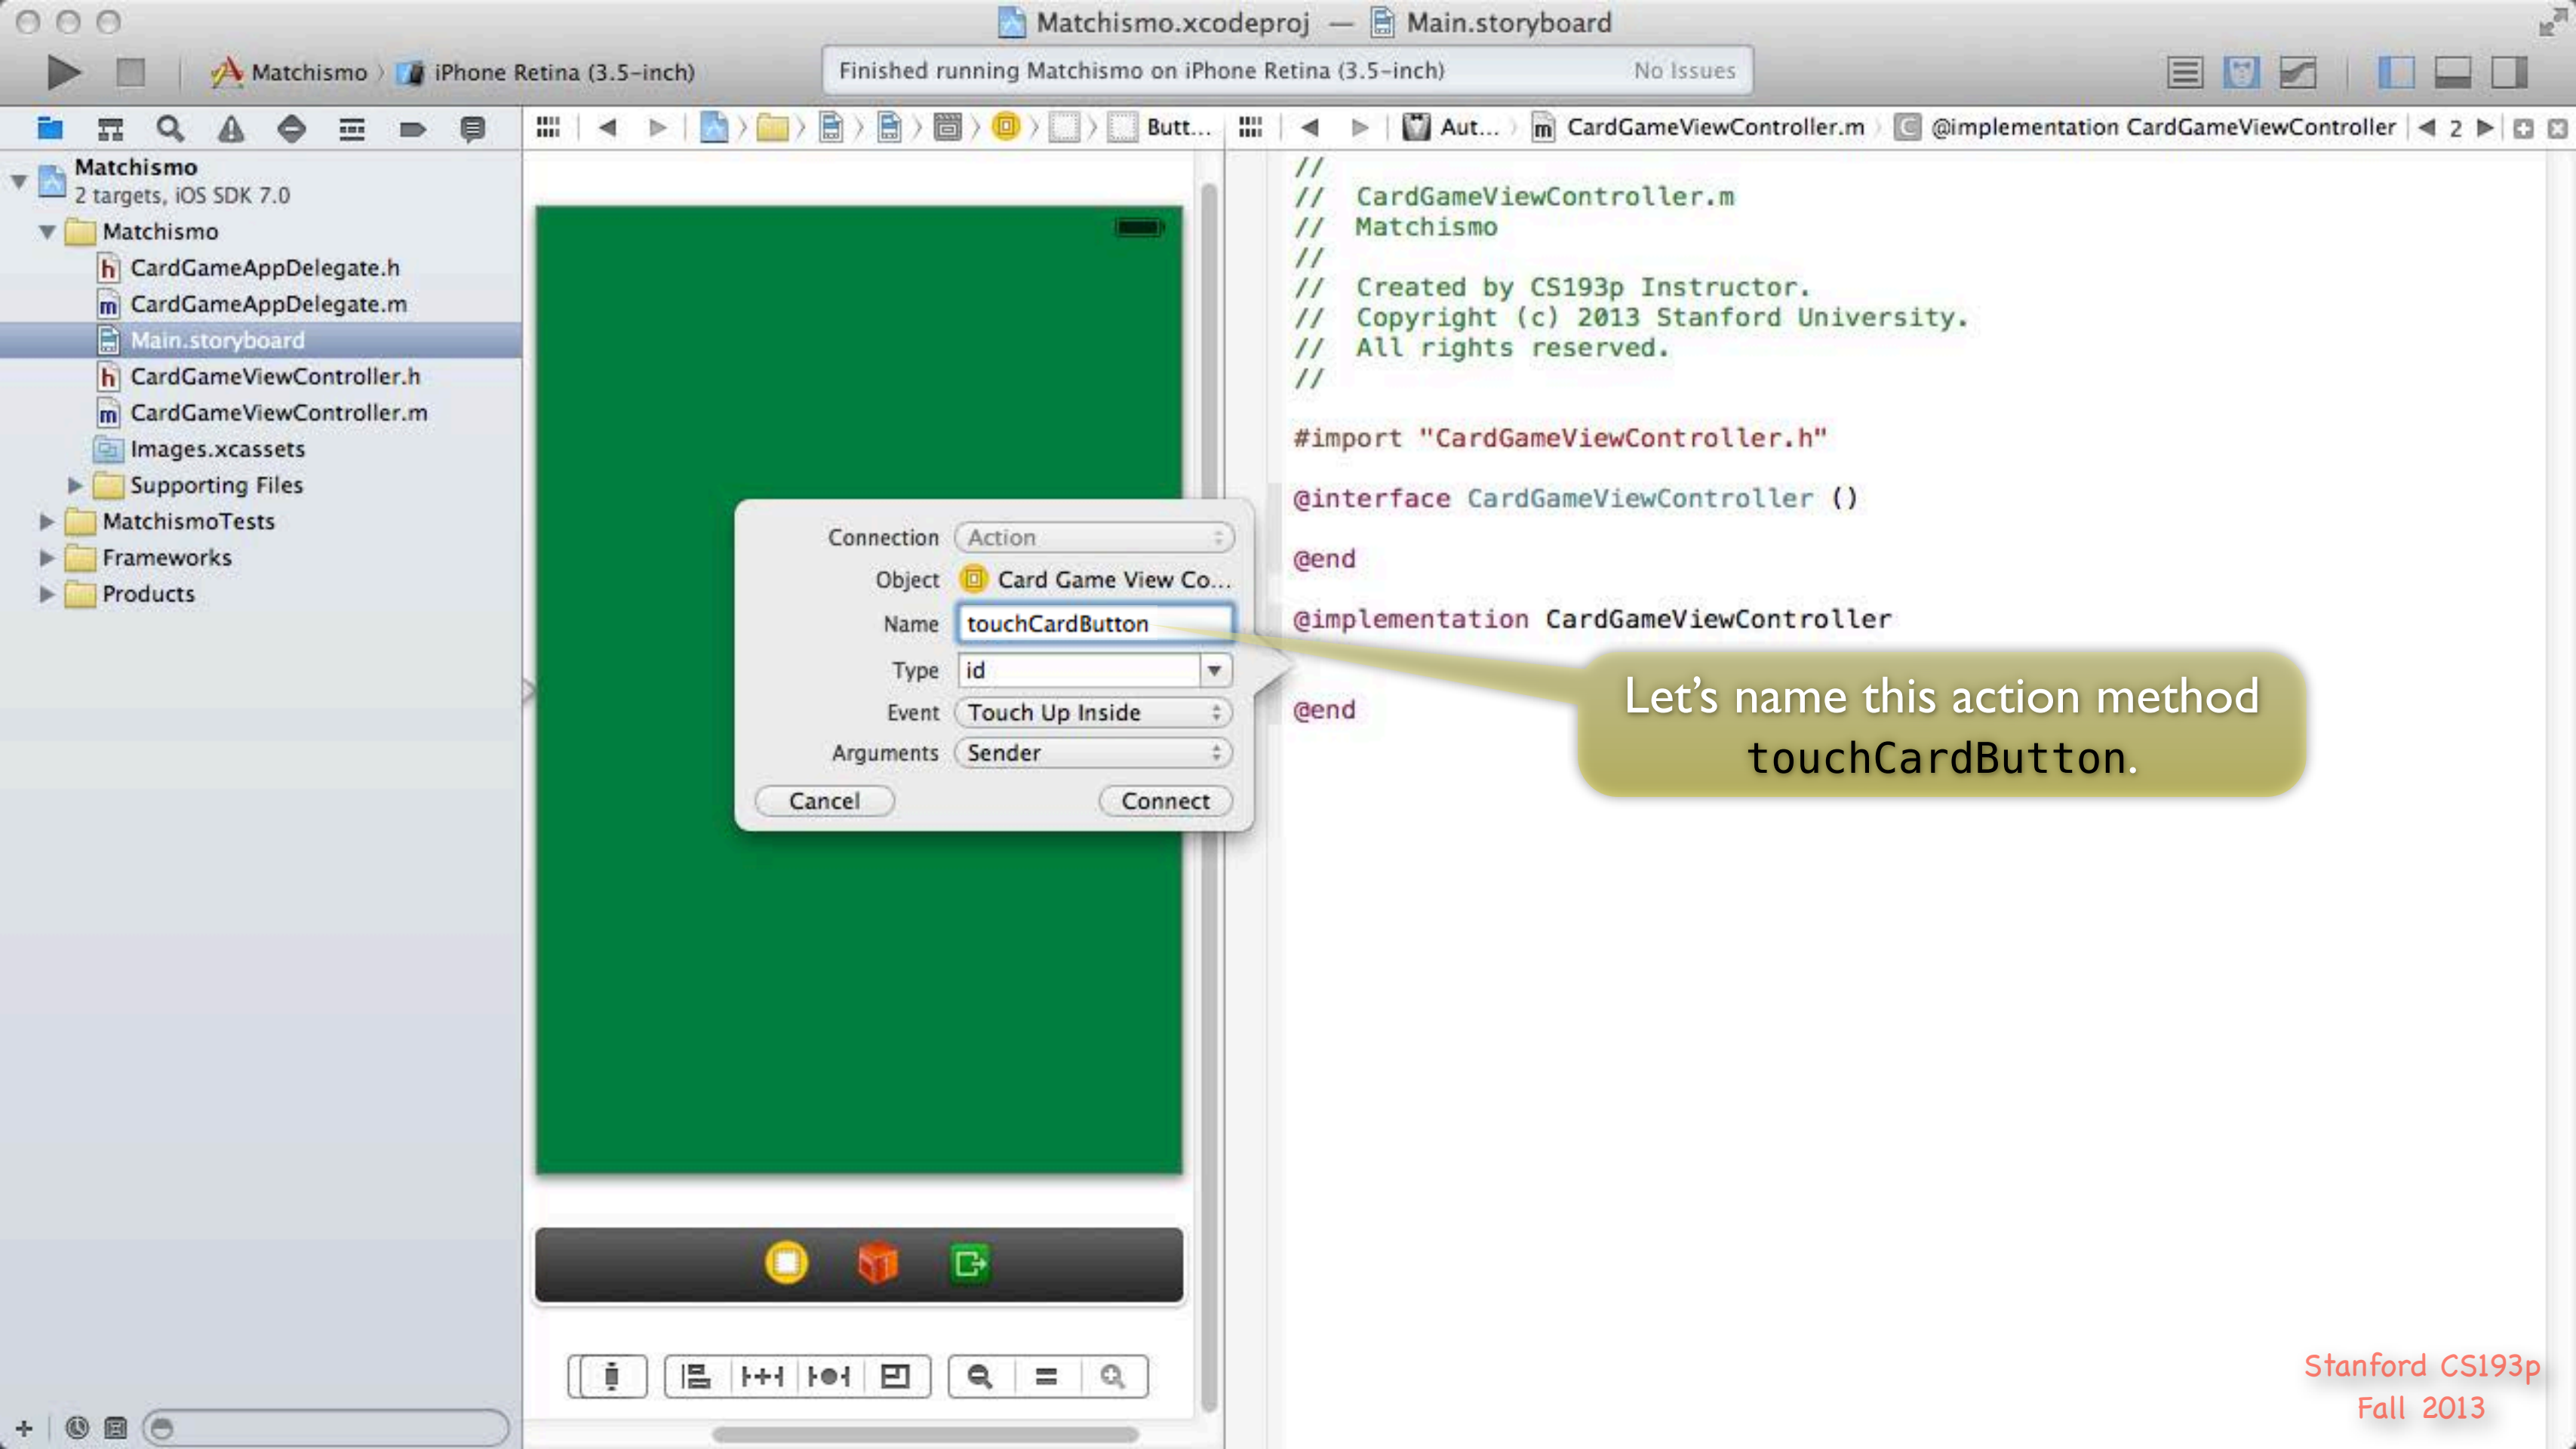 Matchismo.xcodeproj — Main.storyboard
Matchismo iPhone Retina (3.5-inch)
Finished running Matchismo on iPhone Retina (3.5-inch) No Issues
Butt...
Aut... CardGameViewController.m @implementation CardGameViewController 2
Matchismo
2 targets, iOS SDK 7.0
Matchismo
CardGameAppDelegate.h
CardGameAppDelegate.m
Main.storyboard
CardGameViewController.h
CardGameViewController.m
Images.xcassets
Supporting Files
MatchismoTests
Frameworks
Products
Connection Action
Object Card Game View Co...
Name touchCardButton
Type id
Event Touch Up Inside
Arguments Sender
Cancel Connect
//
// CardGameViewController.m
// Matchismo
//
// Created by CS193p Instructor.
// Copyright (c) 2013 Stanford University.
// All rights reserved.
//
#import "CardGameViewController.h"
@interface CardGameViewController ()
@end
@implementation CardGameViewController
@end
Let's name this action method
touchCardButton.
Stanford CS193p
Fall 2013